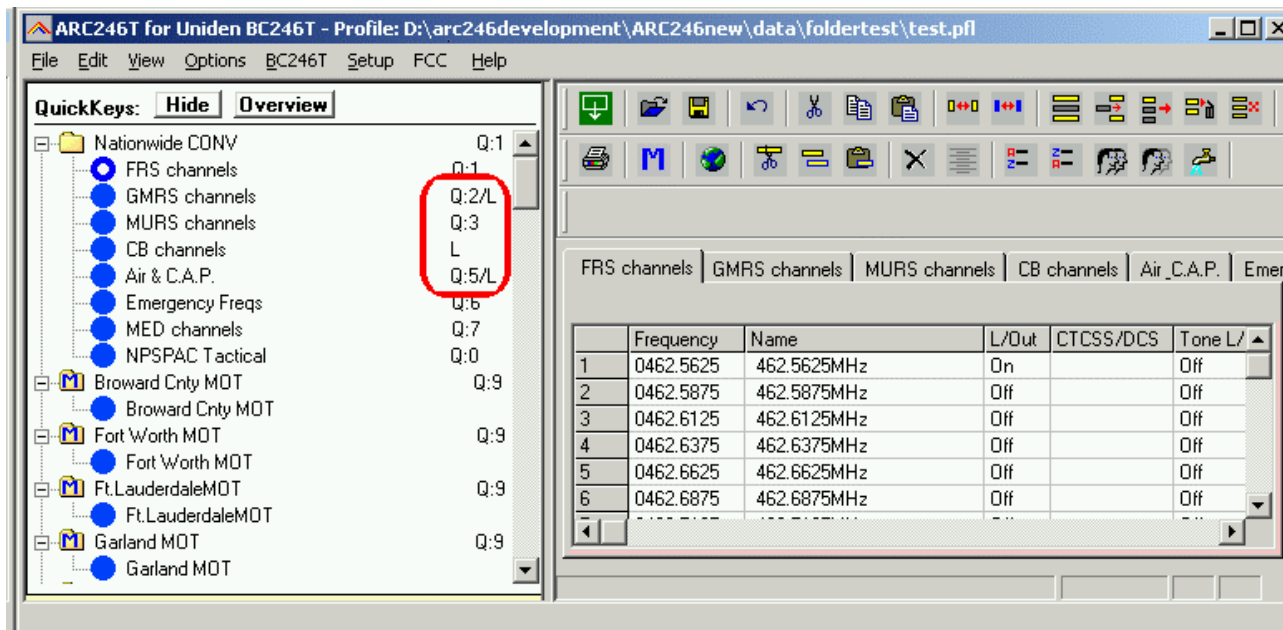 ARC246T for Uniden BC246T - Profile: D:\arc246development\ARC246new\data\foldertest\test.pfl
File Edit View Options BC246T Setup FCC Help
QuickKeys: Hide Overview
Nationwide CONV Q:1
FRS channels Q:1
GMRS channels Q:2/L
MURS channels Q:3
CB channels L
Air & C.A.P. Q:5/L
Emergency Freqs Q:6
MED channels Q:7
NPSPAC Tactical Q:0
M Broward Cnty MOT Q:9
Broward Cnty MOT
M Fort Worth MOT Q:9
Fort Worth MOT
M Ft.LauderdaleMOT Q:9
Ft.LauderdaleMOT
M Garland MOT Q:9
Garland MOT
M
FRS channels GMRS channels MURS channels CB channels Air_C.A.P. Emer
Frequency Name L/Out CTCSS/DCS Tone L/
1 0462.5625 462.5625MHz On Off
2 0462.5875 462.5875MHz Off Off
3 0462.6125 462.6125MHz Off Off
4 0462.6375 462.6375MHz Off Off
5 0462.6625 462.6625MHz Off Off
6 0462.6875 462.6875MHz Off Off